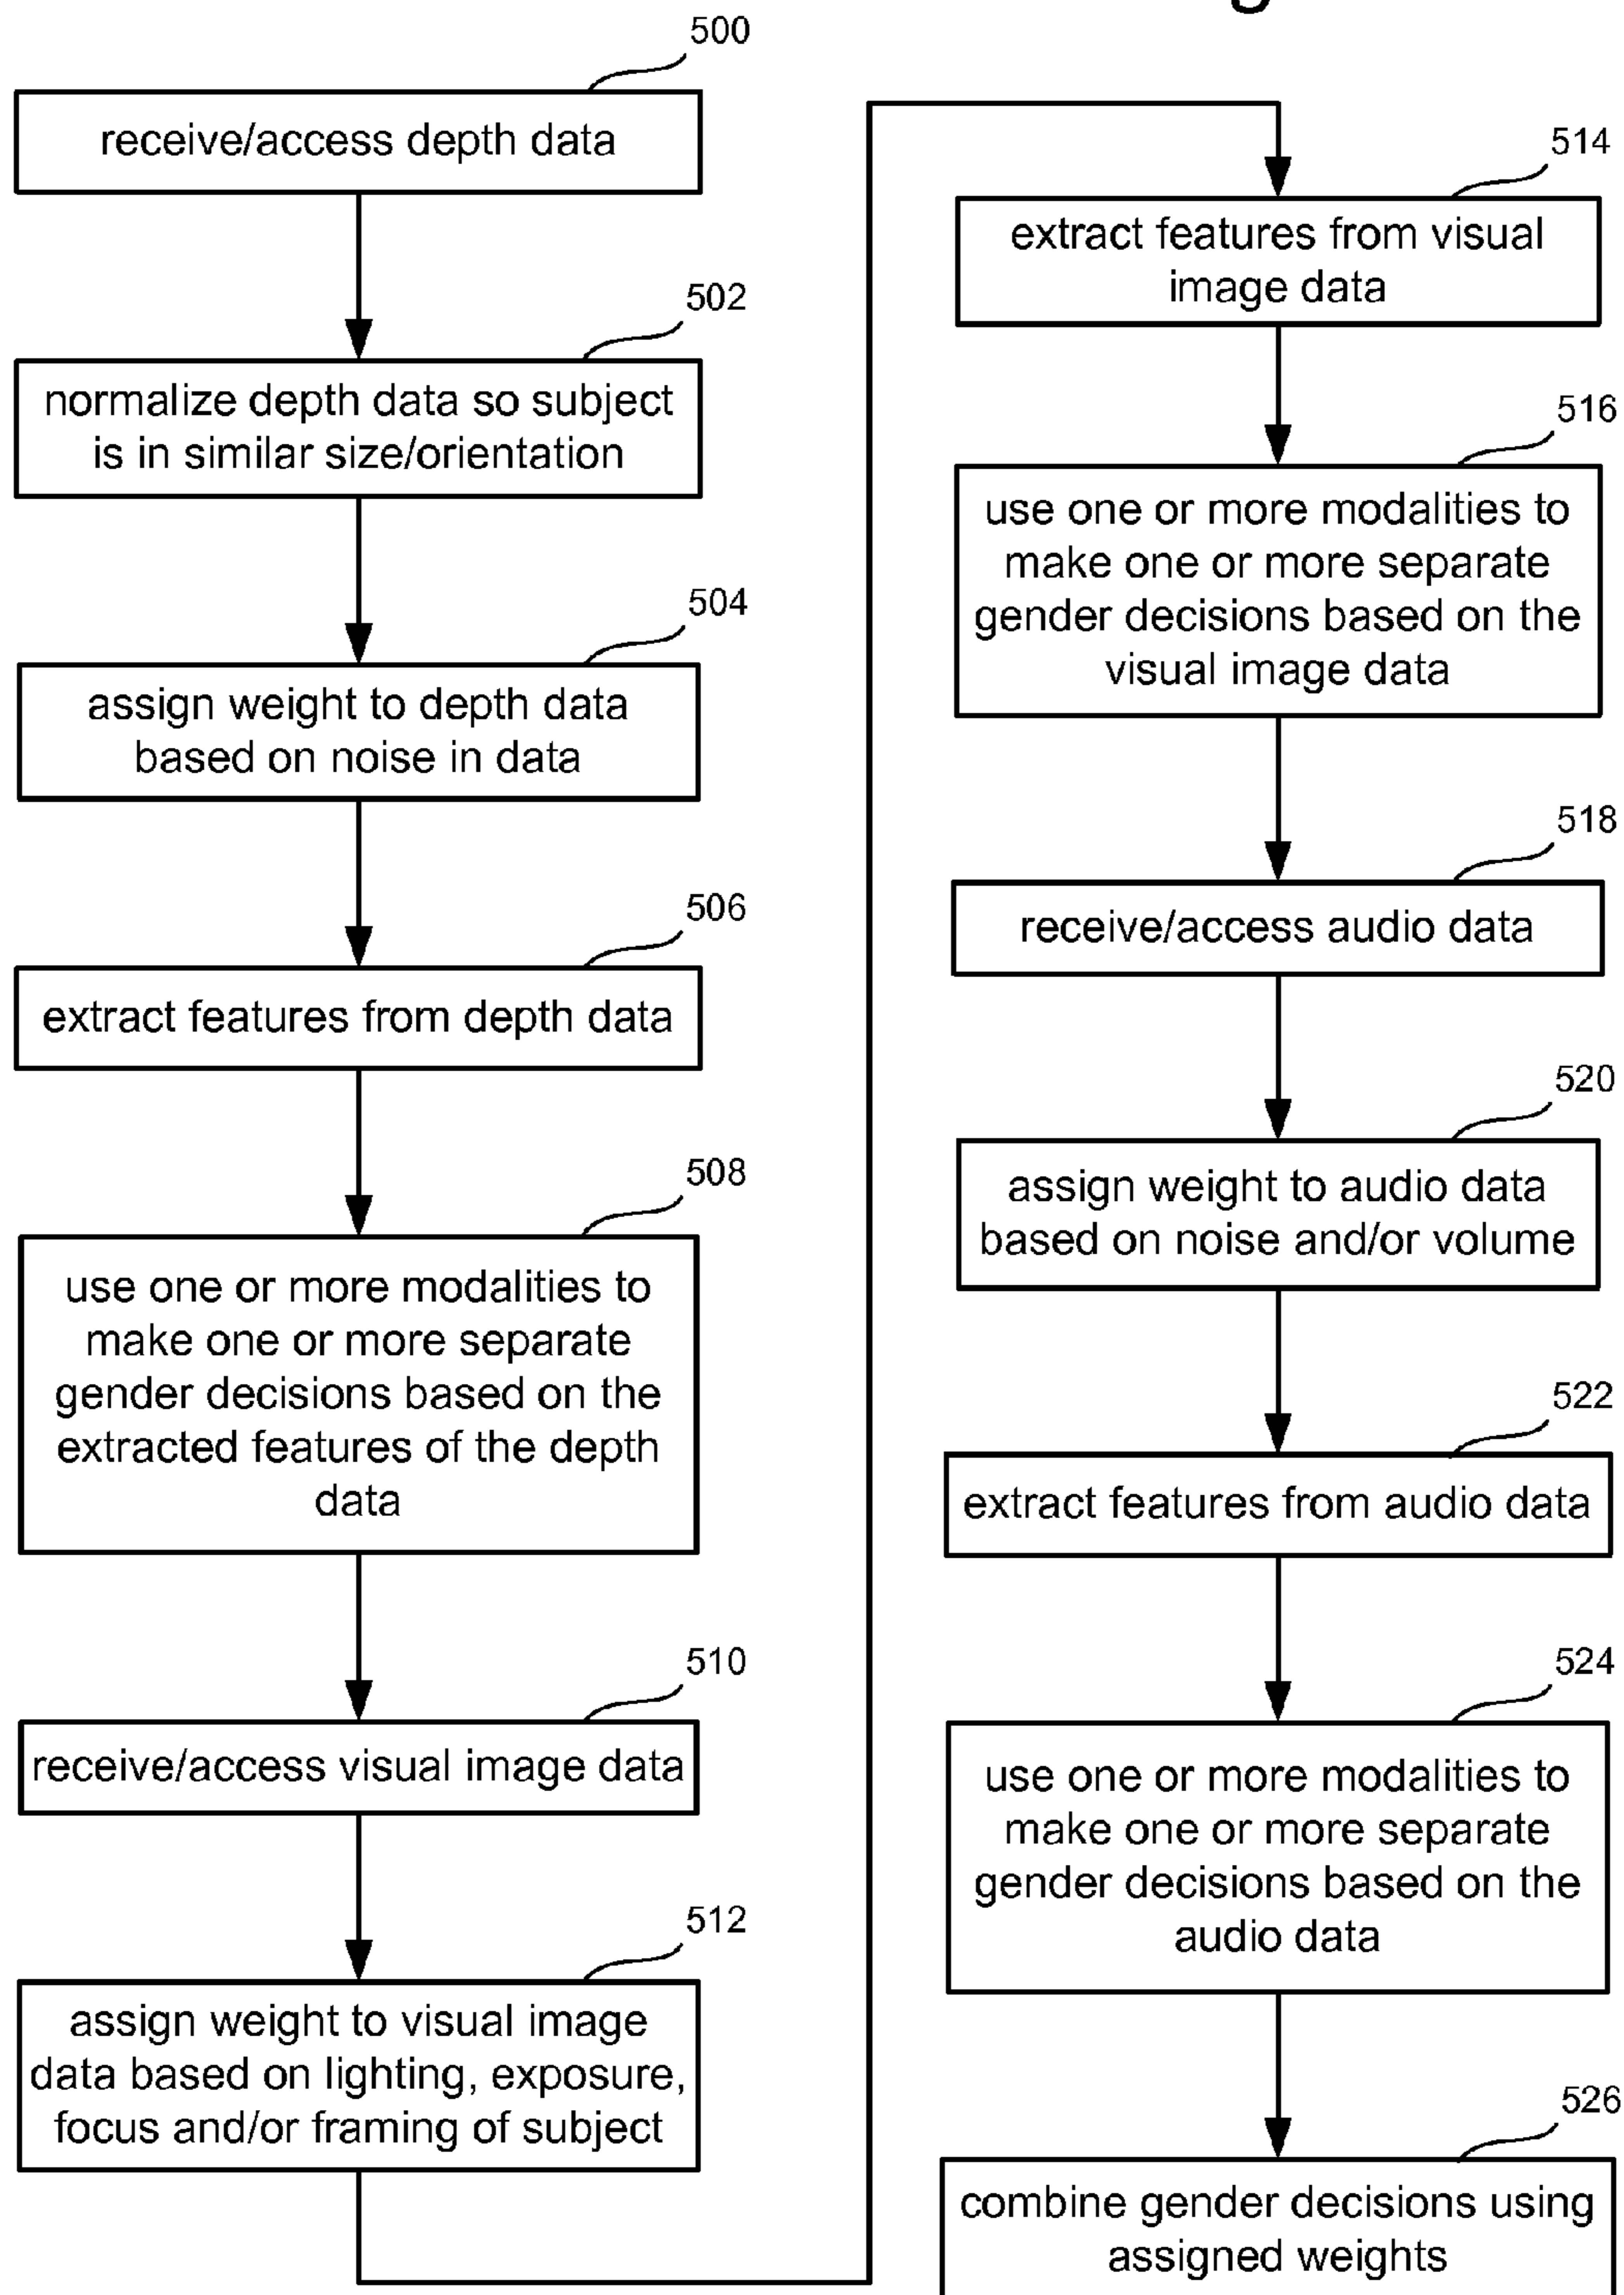 500
receive/access depth data
502
normalize depth data so subject
is in similar size/orientation
504
assign weight to depth data
based on noise in data
506
extract features from depth data
508
use one or more modalities to
make one or more separate
gender decisions based on the
extracted features of the depth
data
510
receive/access visual image data
512
assign weight to visual image
data based on lighting, exposure,
focus and/or framing of subject
514
extract features from visual
image data
516
use one or more modalities to
make one or more separate
gender decisions based on the
visual image data
518
receive/access audio data
520
assign weight to audio data
based on noise and/or volume
522
extract features from audio data
524
use one or more modalities to
make one or more separate
gender decisions based on the
audio data
526
combine gender decisions using
assigned weights